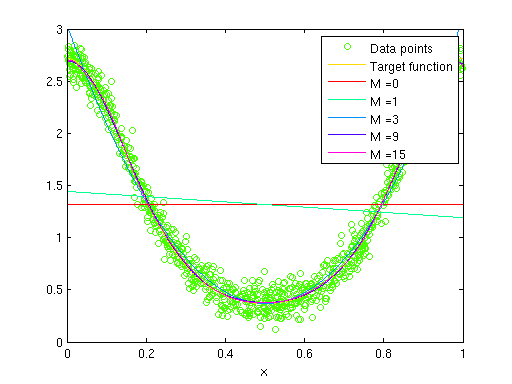 3
2.5
2
1.5
1
0.5
0
0
0.2
0.4
0.6
0.8
1
x
Data points
Target function
M =0
M =1
M =3
M =9
M =15